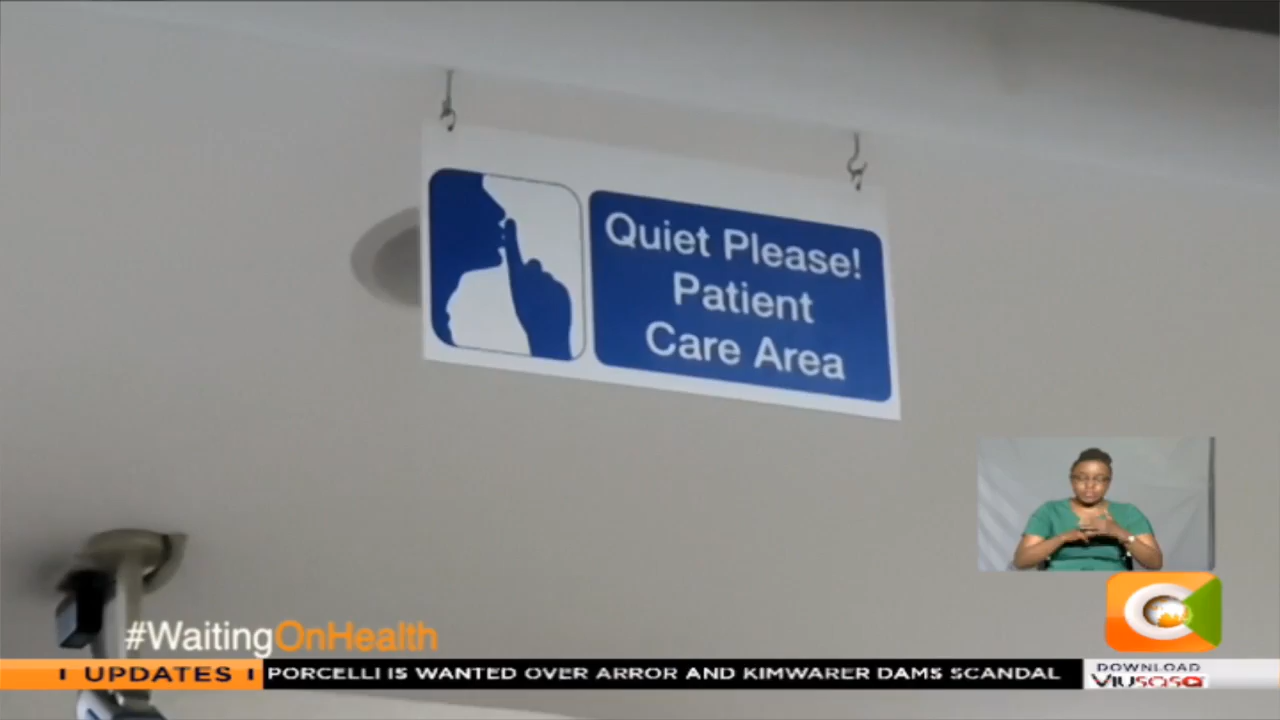 Quiet Please!
Patient
Care Area
#WaitingOnHealth
UPDATES
PORCELLI IS WANTED OVER ARROR AND KIMWARER DAMS SCANDAL
DOWNLOAD
Viusasa